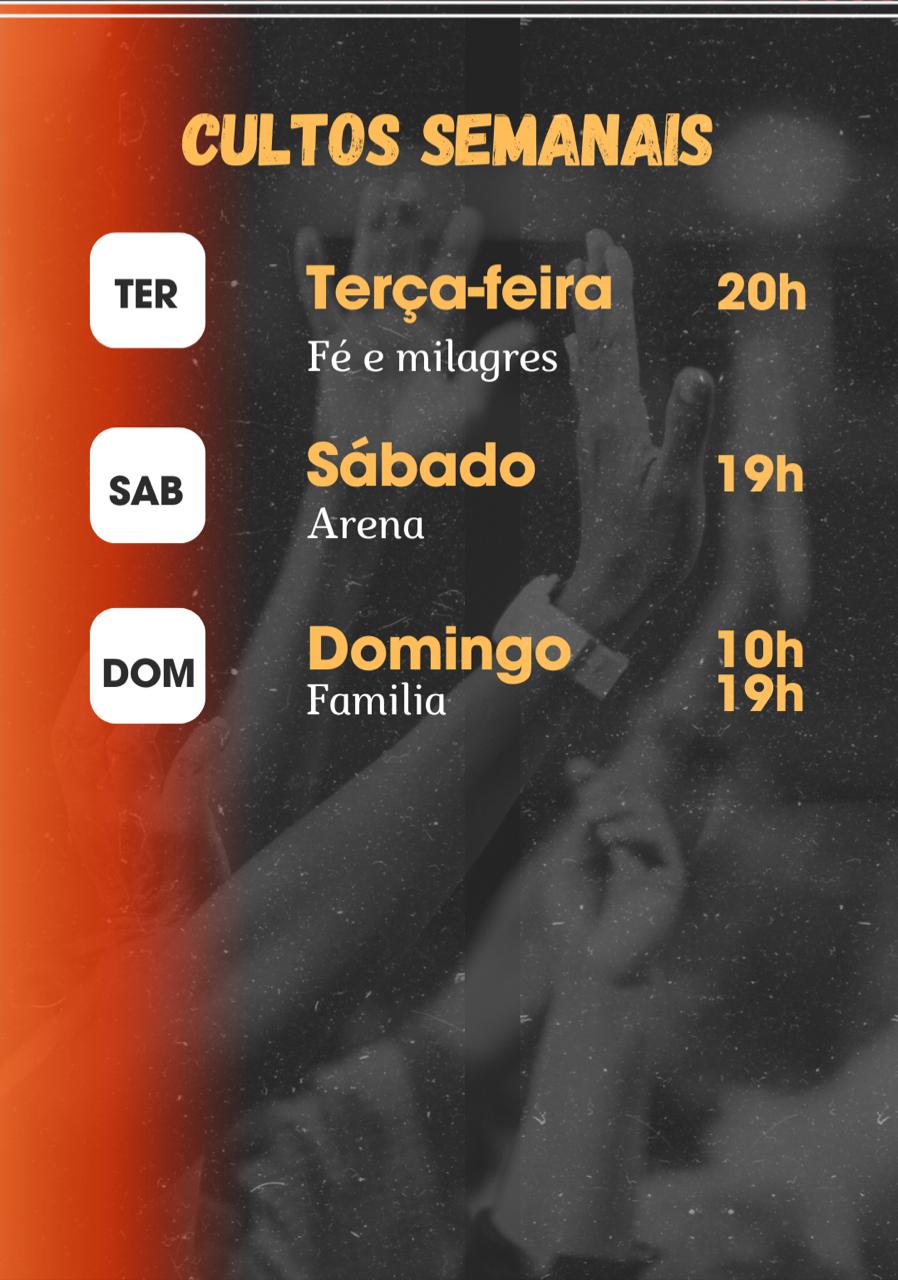 CULTOS SEMANAIS
TER
Terça-feira 20h
Fé e milagres
SAB
Sábado 19h
Arena
DOM
Domingo 10h
Familia 19h